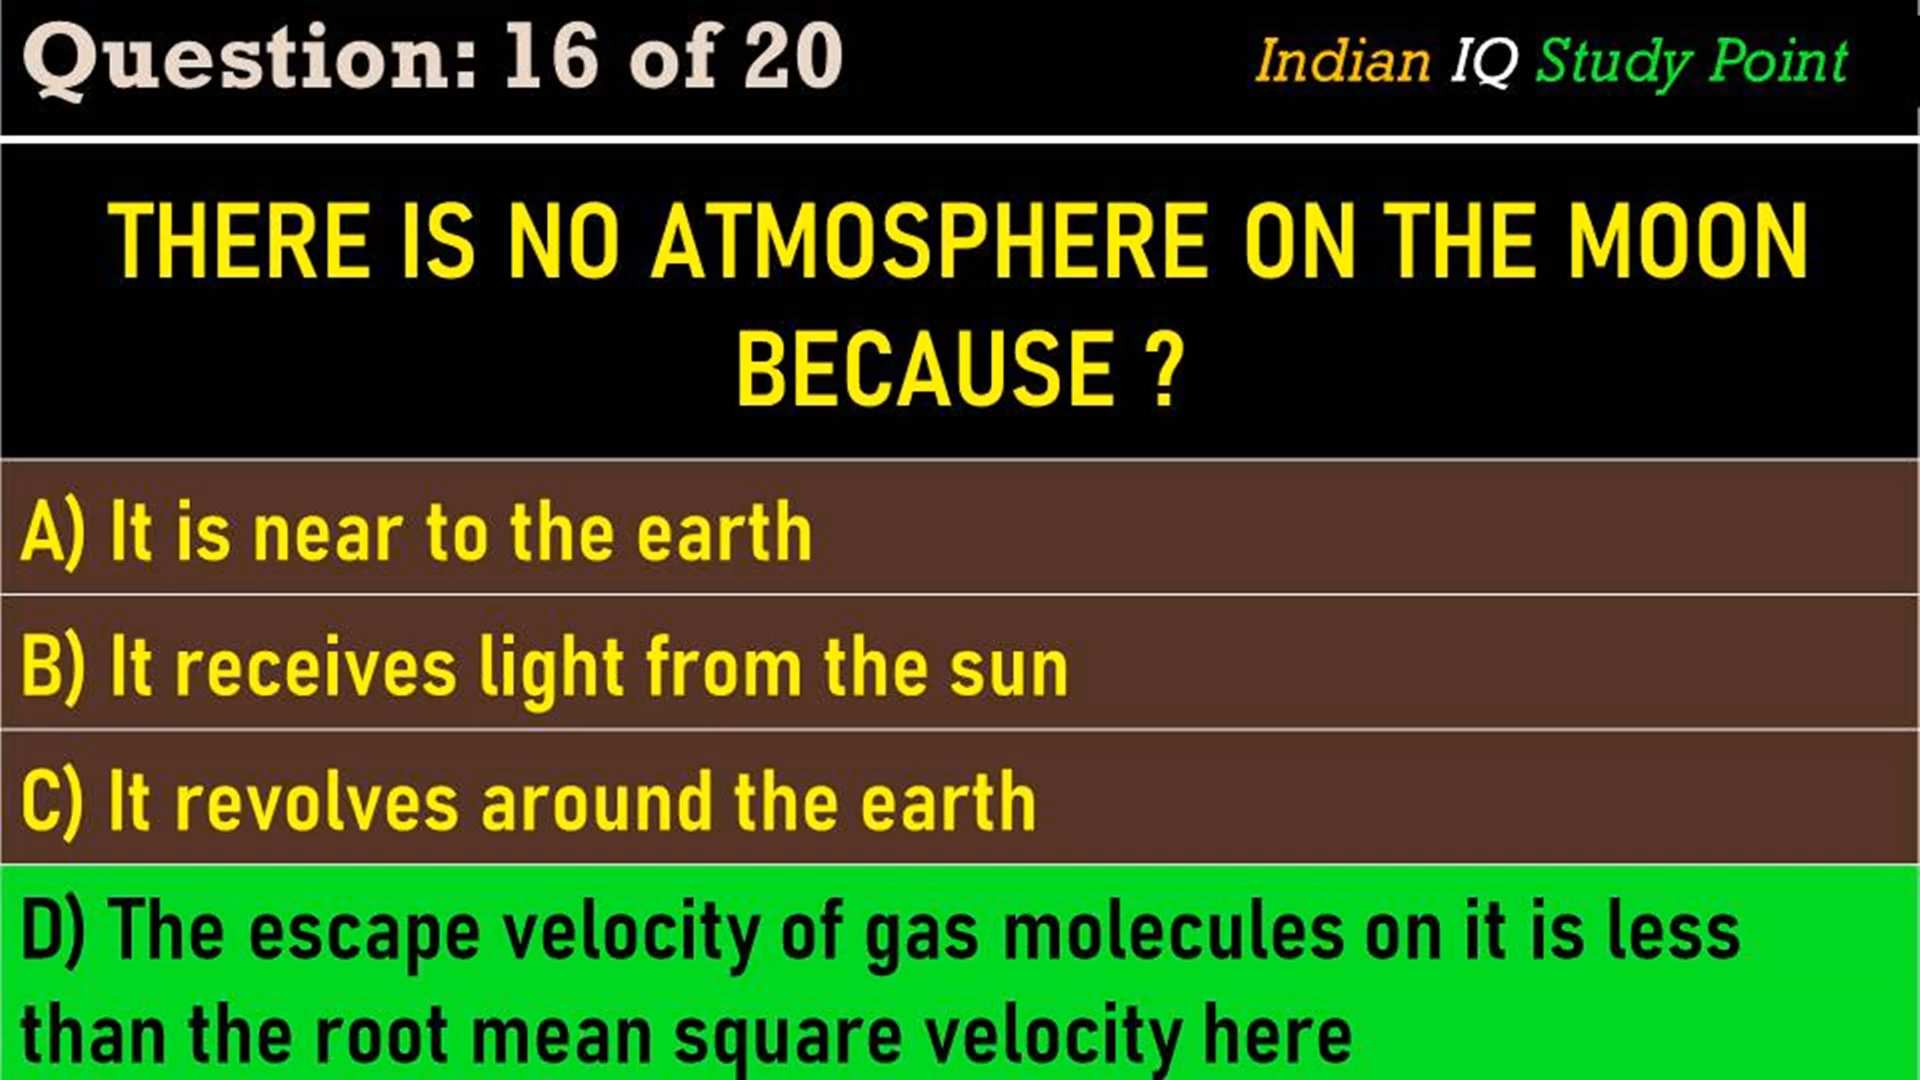 Question: 16 of 20
Indian IQ Study Point
THERE IS NO ATMOSPHERE ON THE MOON
BECAUSE ?
A) It is near to the earth
B) It receives light from the sun
C) It revolves around the earth
D) The escape velocity of gas molecules on it is less
than the root mean square velocity here